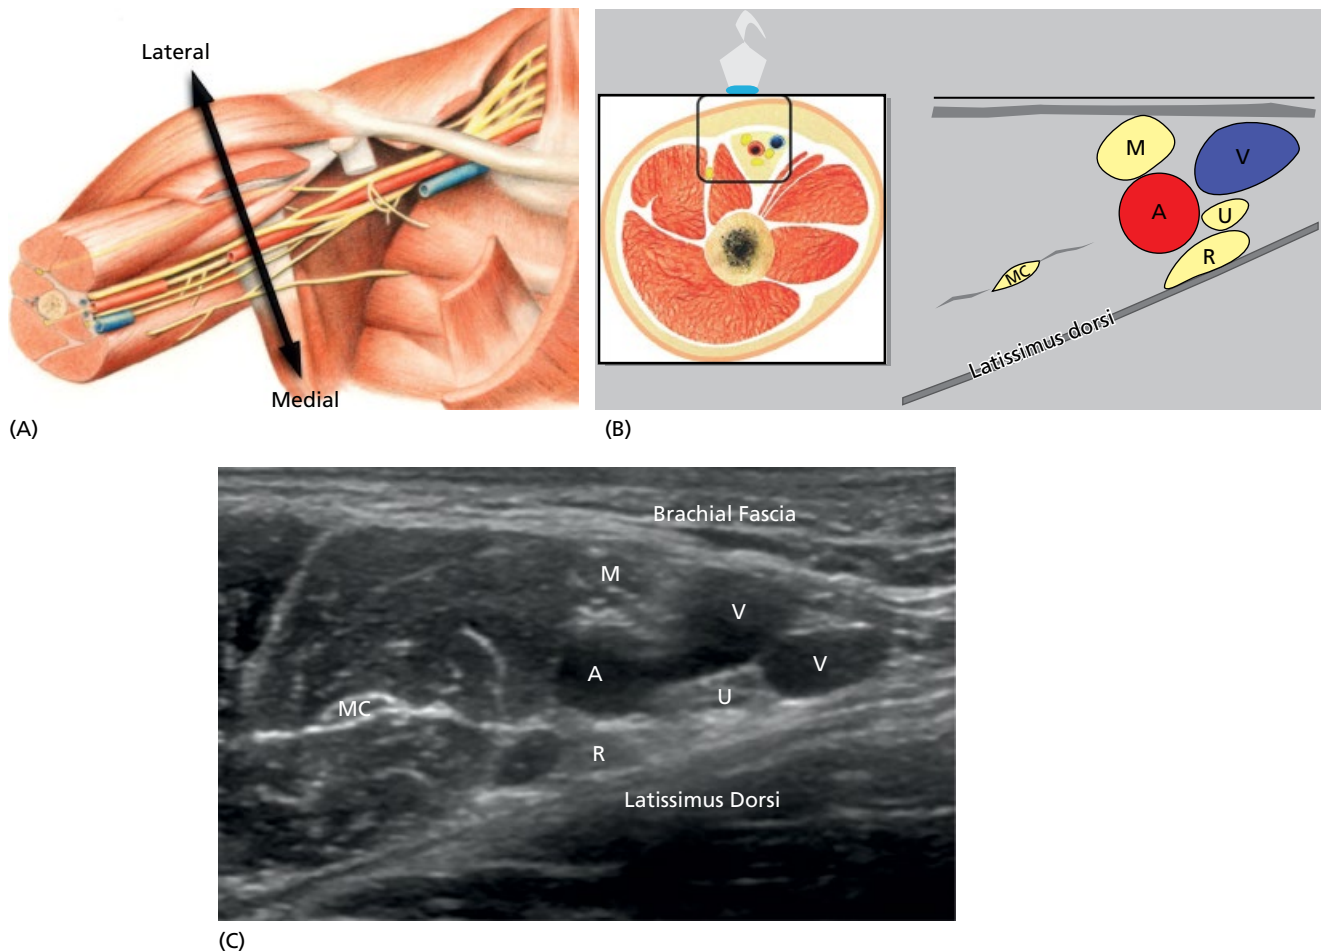 Lateral
Medial
(A)
M
V
A
U
R
MC
Latissimus dorsi
(B)
Brachial Fascia
M
V
V
A
U
MC
R
Latissimus Dorsi
(C)